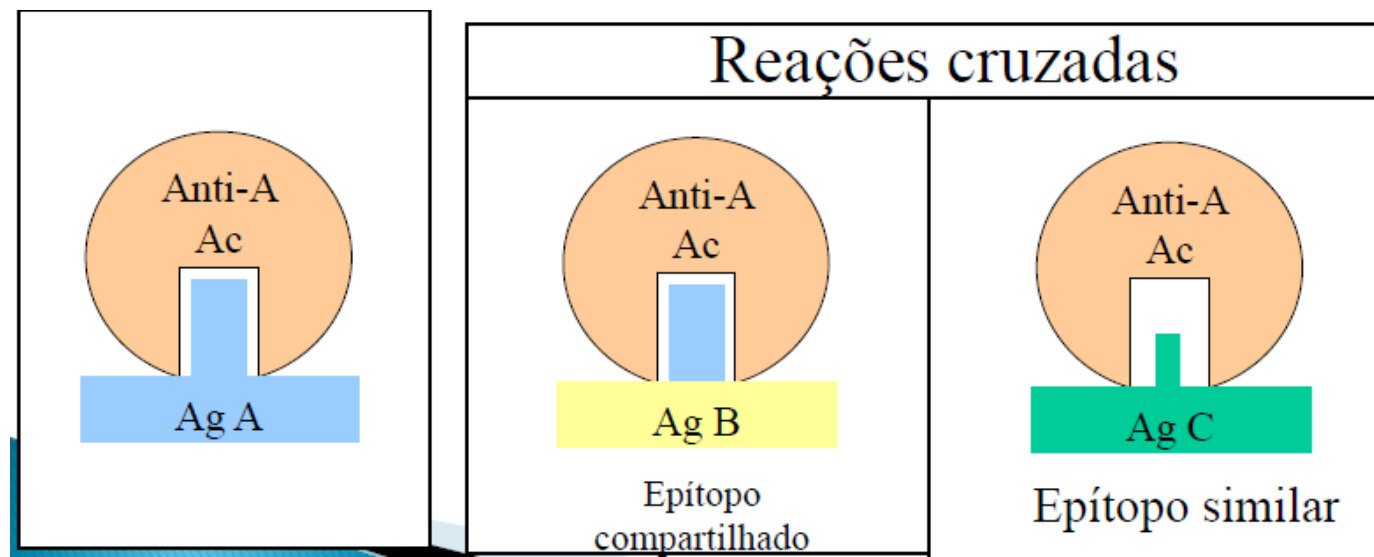 Anti-A
Ac
Ag A
Reações cruzadas
Anti-A
Ac
Ag B
Epítopo
compartilhado
Anti-A
Ac
Ag C
Epítopo similar